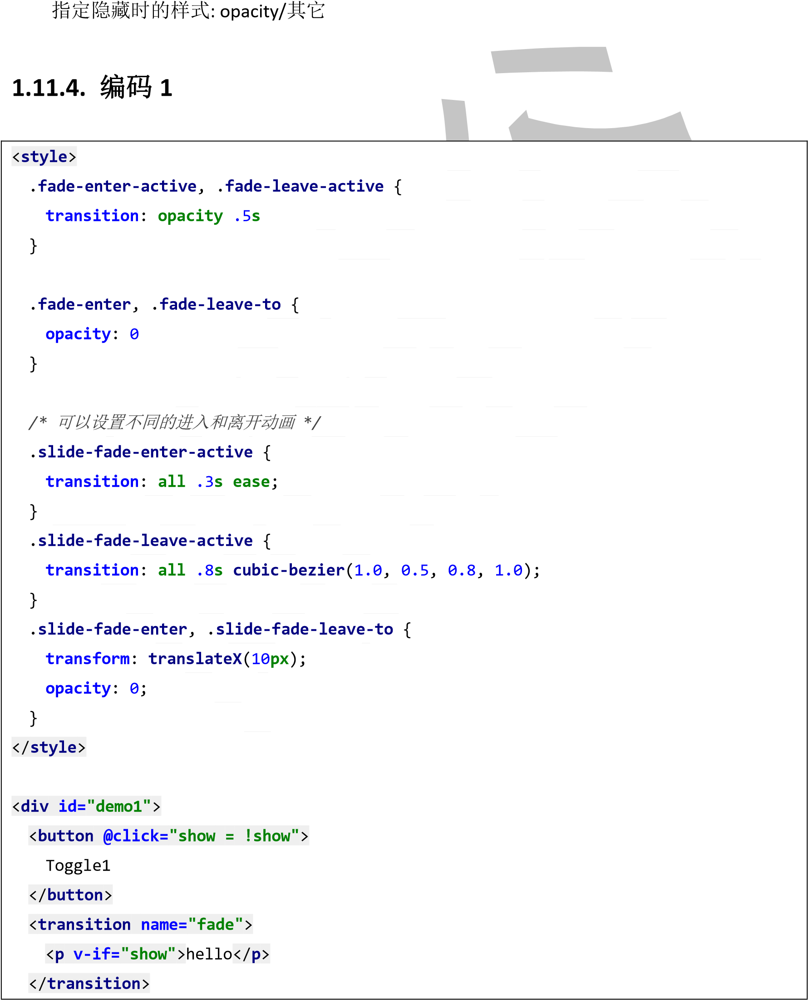 指定隐藏时的样式: opacity/其它
1.11.4. 编码 1
<style>
.fade-enter-active, .fade-leave-active {
transition: opacity .5s
}
.fade-enter, .fade-leave-to {
opacity: 0
}
/* 可以设置不同的进入和离开动画 */
.slide-fade-enter-active {
transition: all .3s ease;
}
.slide-fade-leave-active {
transition: all .8s cubic-bezier(1.0, 0.5, 0.8, 1.0);
}
.slide-fade-enter, .slide-fade-leave-to {
transform: translateX(10px);
opacity: 0;
}
</style>
<div id="demo1">
<button @click="show = !show">
Toggle1
</button>
<transition name="fade">
<p v-if="show">hello</p>
</transition>